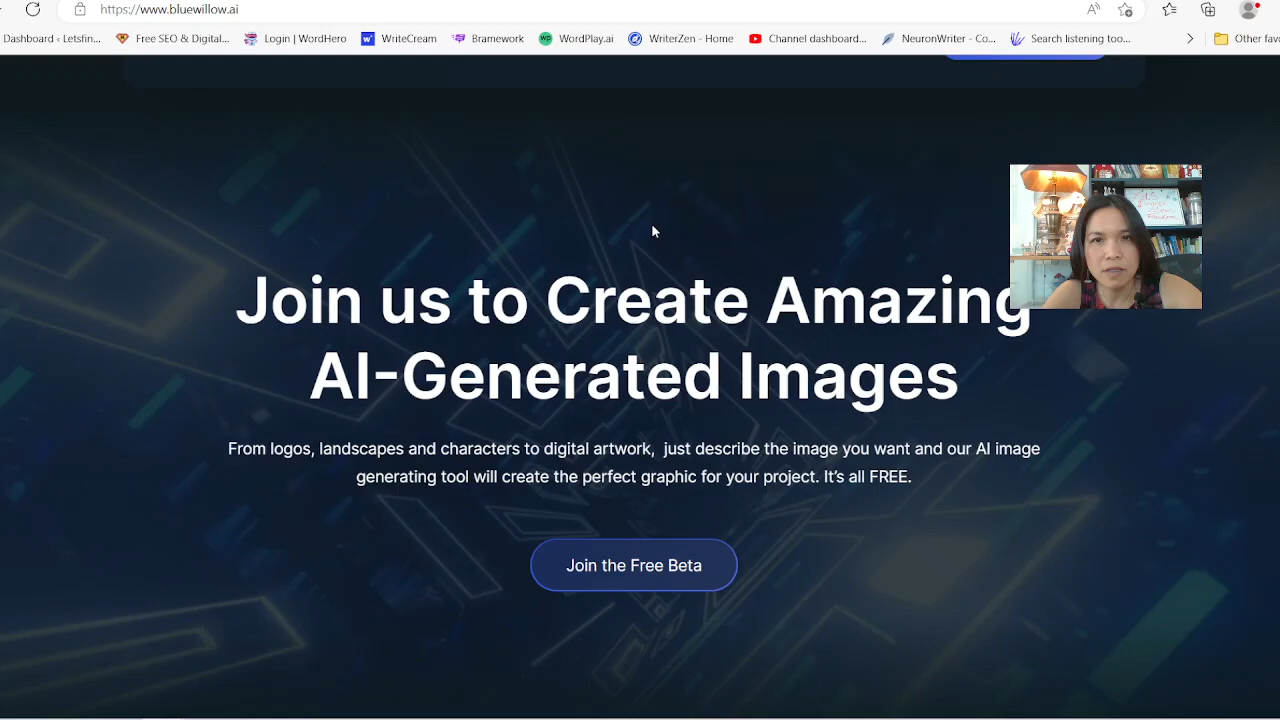 https://www.bluewillow.ai
Dashboard ‹ Letsfin... Free SEO & Digital... Login | WordHero WriteCream Bramework WordPlay.ai WriterZen - Home Channel dashboard... NeuronWriter - Co... Search listening too... Other favo
Join us to Create Amazing
AI-Generated Images
From logos, landscapes and characters to digital artwork, just describe the image you want and our AI image
generating tool will create the perfect graphic for your project. It's all FREE.
Join the Free Beta